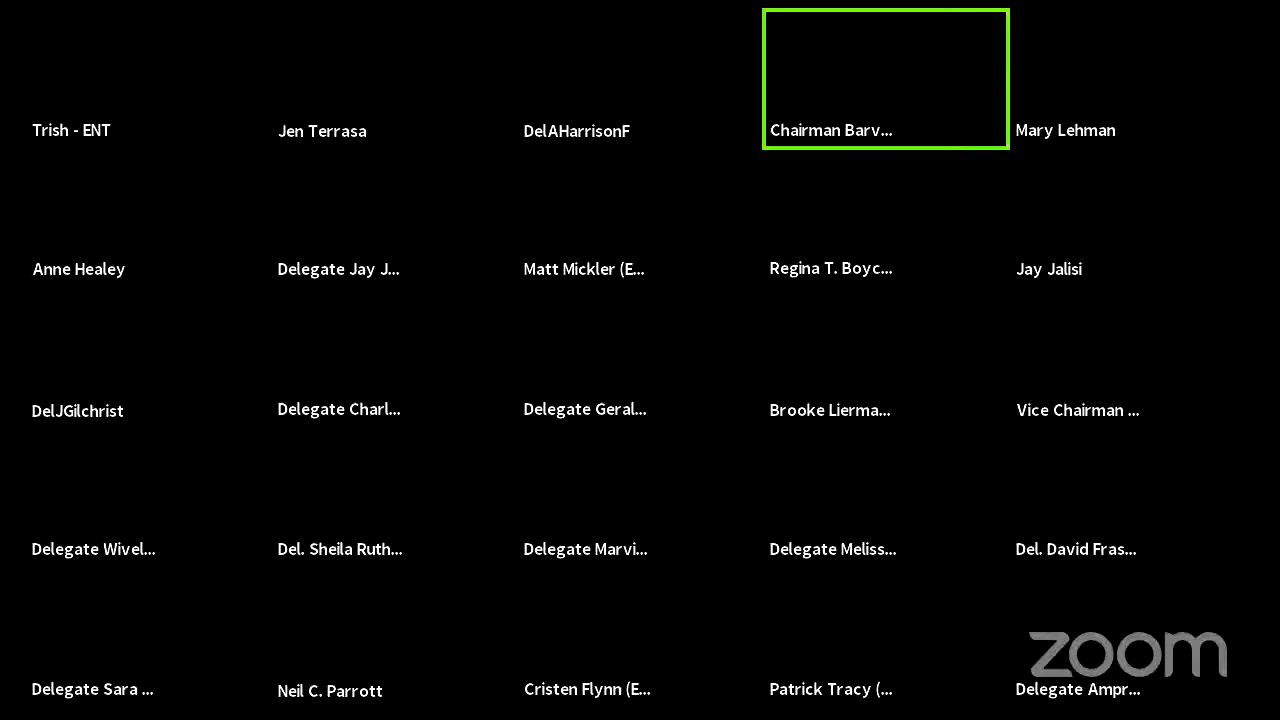 Trish - ENT
Jen Terrasa
DelAHarrisonF
Chairman Barv...
Mary Lehman
Anne Healey
Delegate Jay J...
Matt Mickler (E...
Regina T. Boyc...
Jay Jalisi
DelJGilchrist
Delegate Charl...
Delegate Geral...
Brooke Lierma...
Vice Chairman ...
Delegate Wivel...
Del. Sheila Ruth...
Delegate Marvi...
Delegate Meliss...
Del. David Fras...
Delegate Sara ...
Neil C. Parrott
Cristen Flynn (E...
Patrick Tracy (...
Delegate Ampr...
zoom